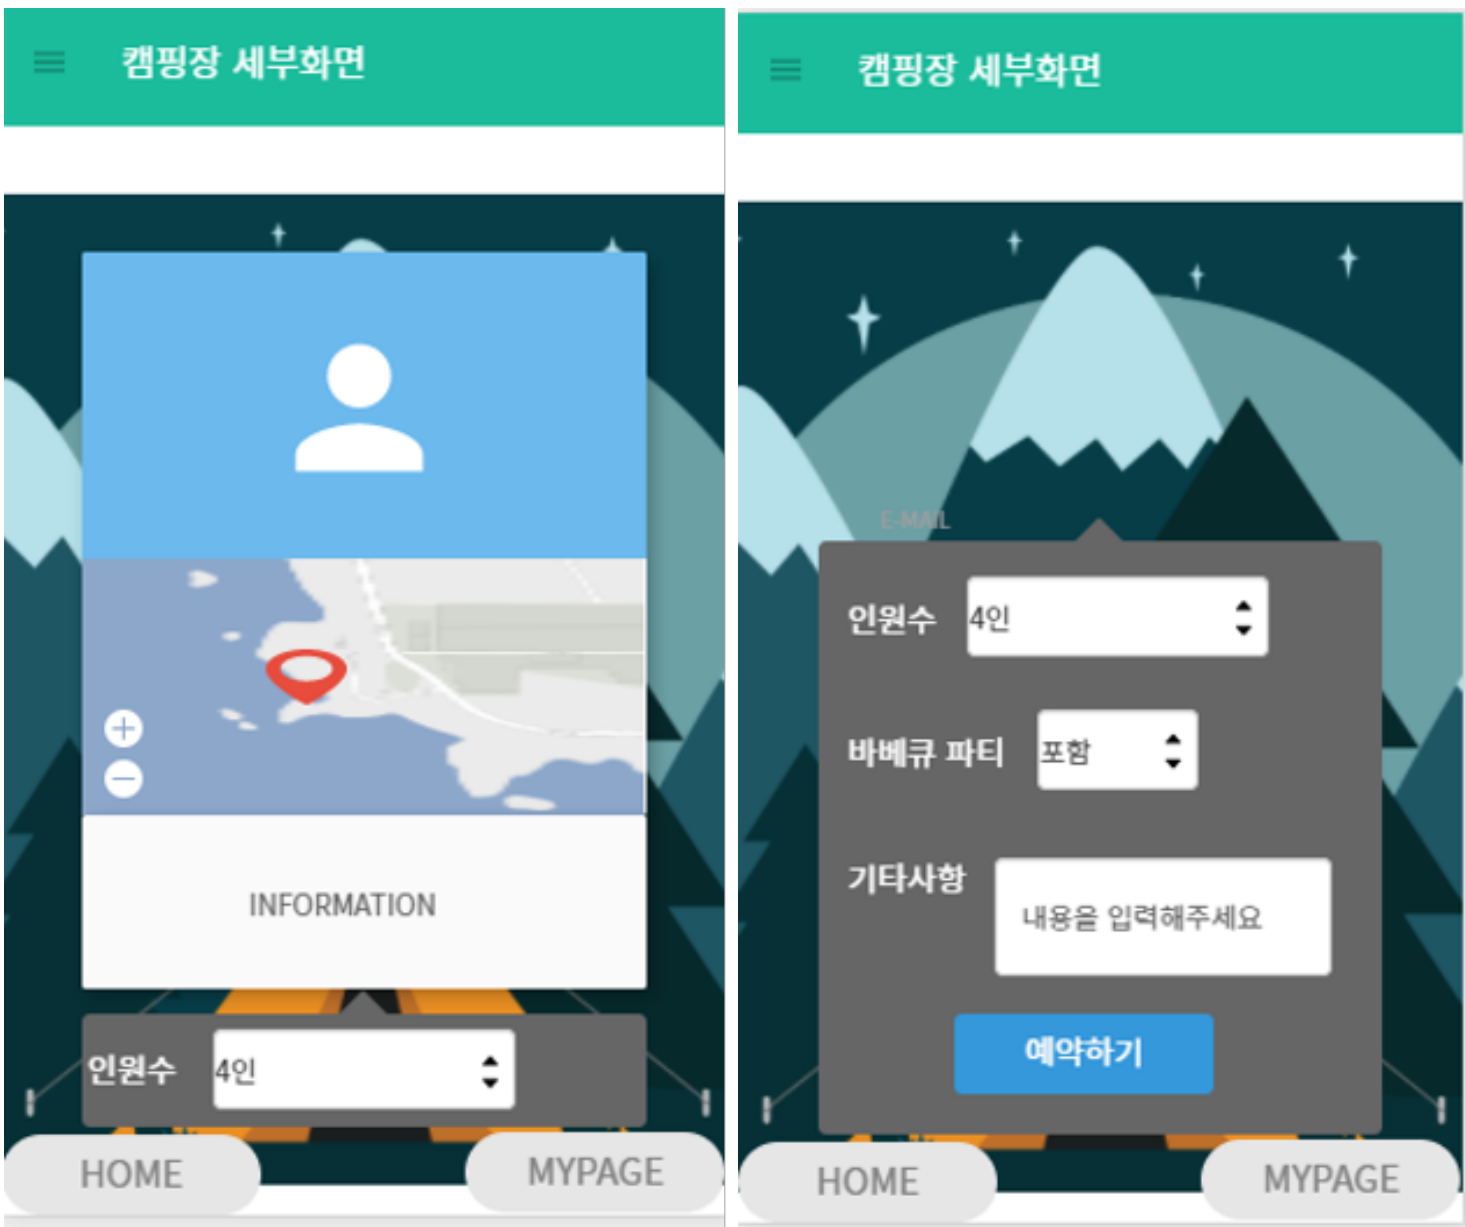 캠핑장 세부화면
INFORMATION
인원수 4인
HOME MYPAGE
캠핑장 세부화면
E-MAIL
인원수 4인
바베큐 파티 포함
기타사항 내용을 입력해주세요
예약하기
HOME MYPAGE